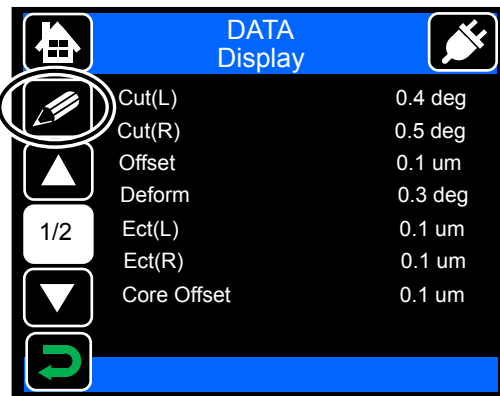 DATA
Display
Cut(L) 0.4 deg
Cut(R) 0.5 deg
Offset 0.1 um
Deform 0.3 deg
1/2 Ect(L) 0.1 um
Ect(R) 0.1 um
Core Offset 0.1 um